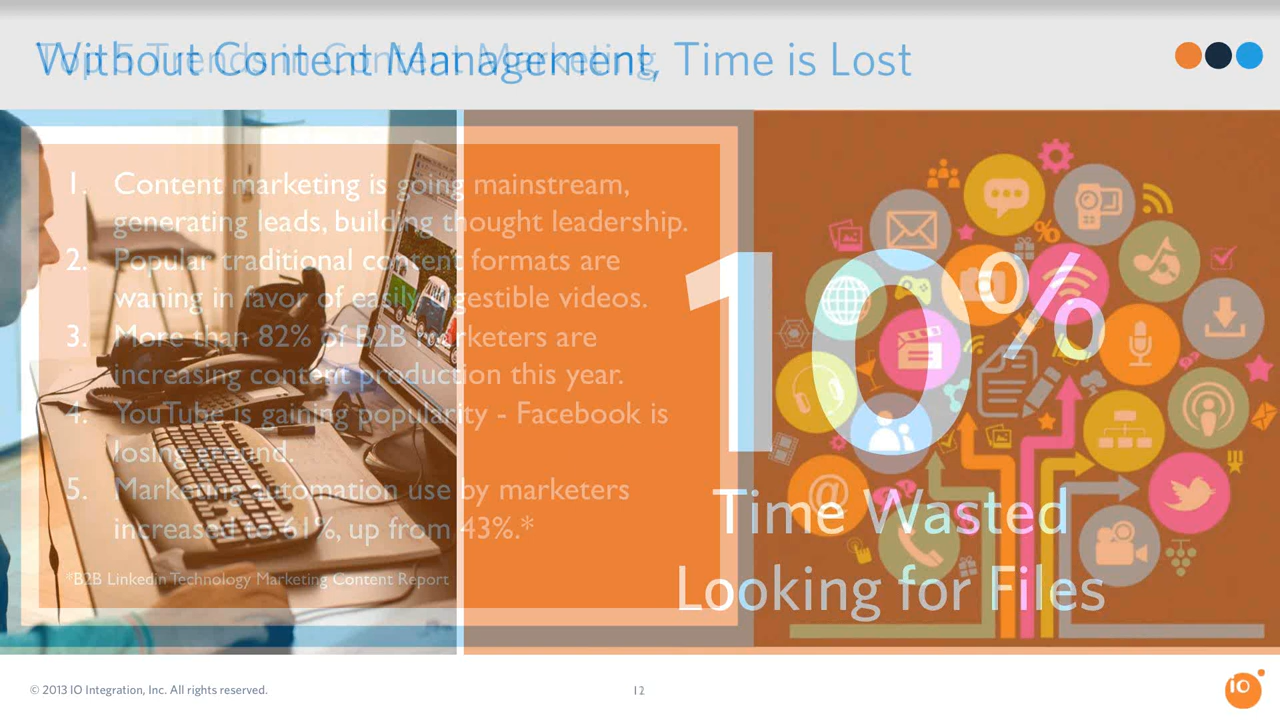 Without Content Management, Time is Lost
Top 5 Trends in Content Marketing
1. Content marketing is going mainstream,
generating leads, building thought leadership.
2. Popular traditional content formats are
waning in favor of easily digestible videos.
3. More than 82% of B2B marketers are
increasing content production this year.
4. YouTube is gaining popularity - Facebook is
losing ground.
5. Marketing automation use by marketers
increased to 61%, up from 43%.*
*B2B Linkedin Technology Marketing Content Report
10%
Time Wasted
Looking for Files
© 2013 IO Integration, Inc. All rights reserved.
12
IO